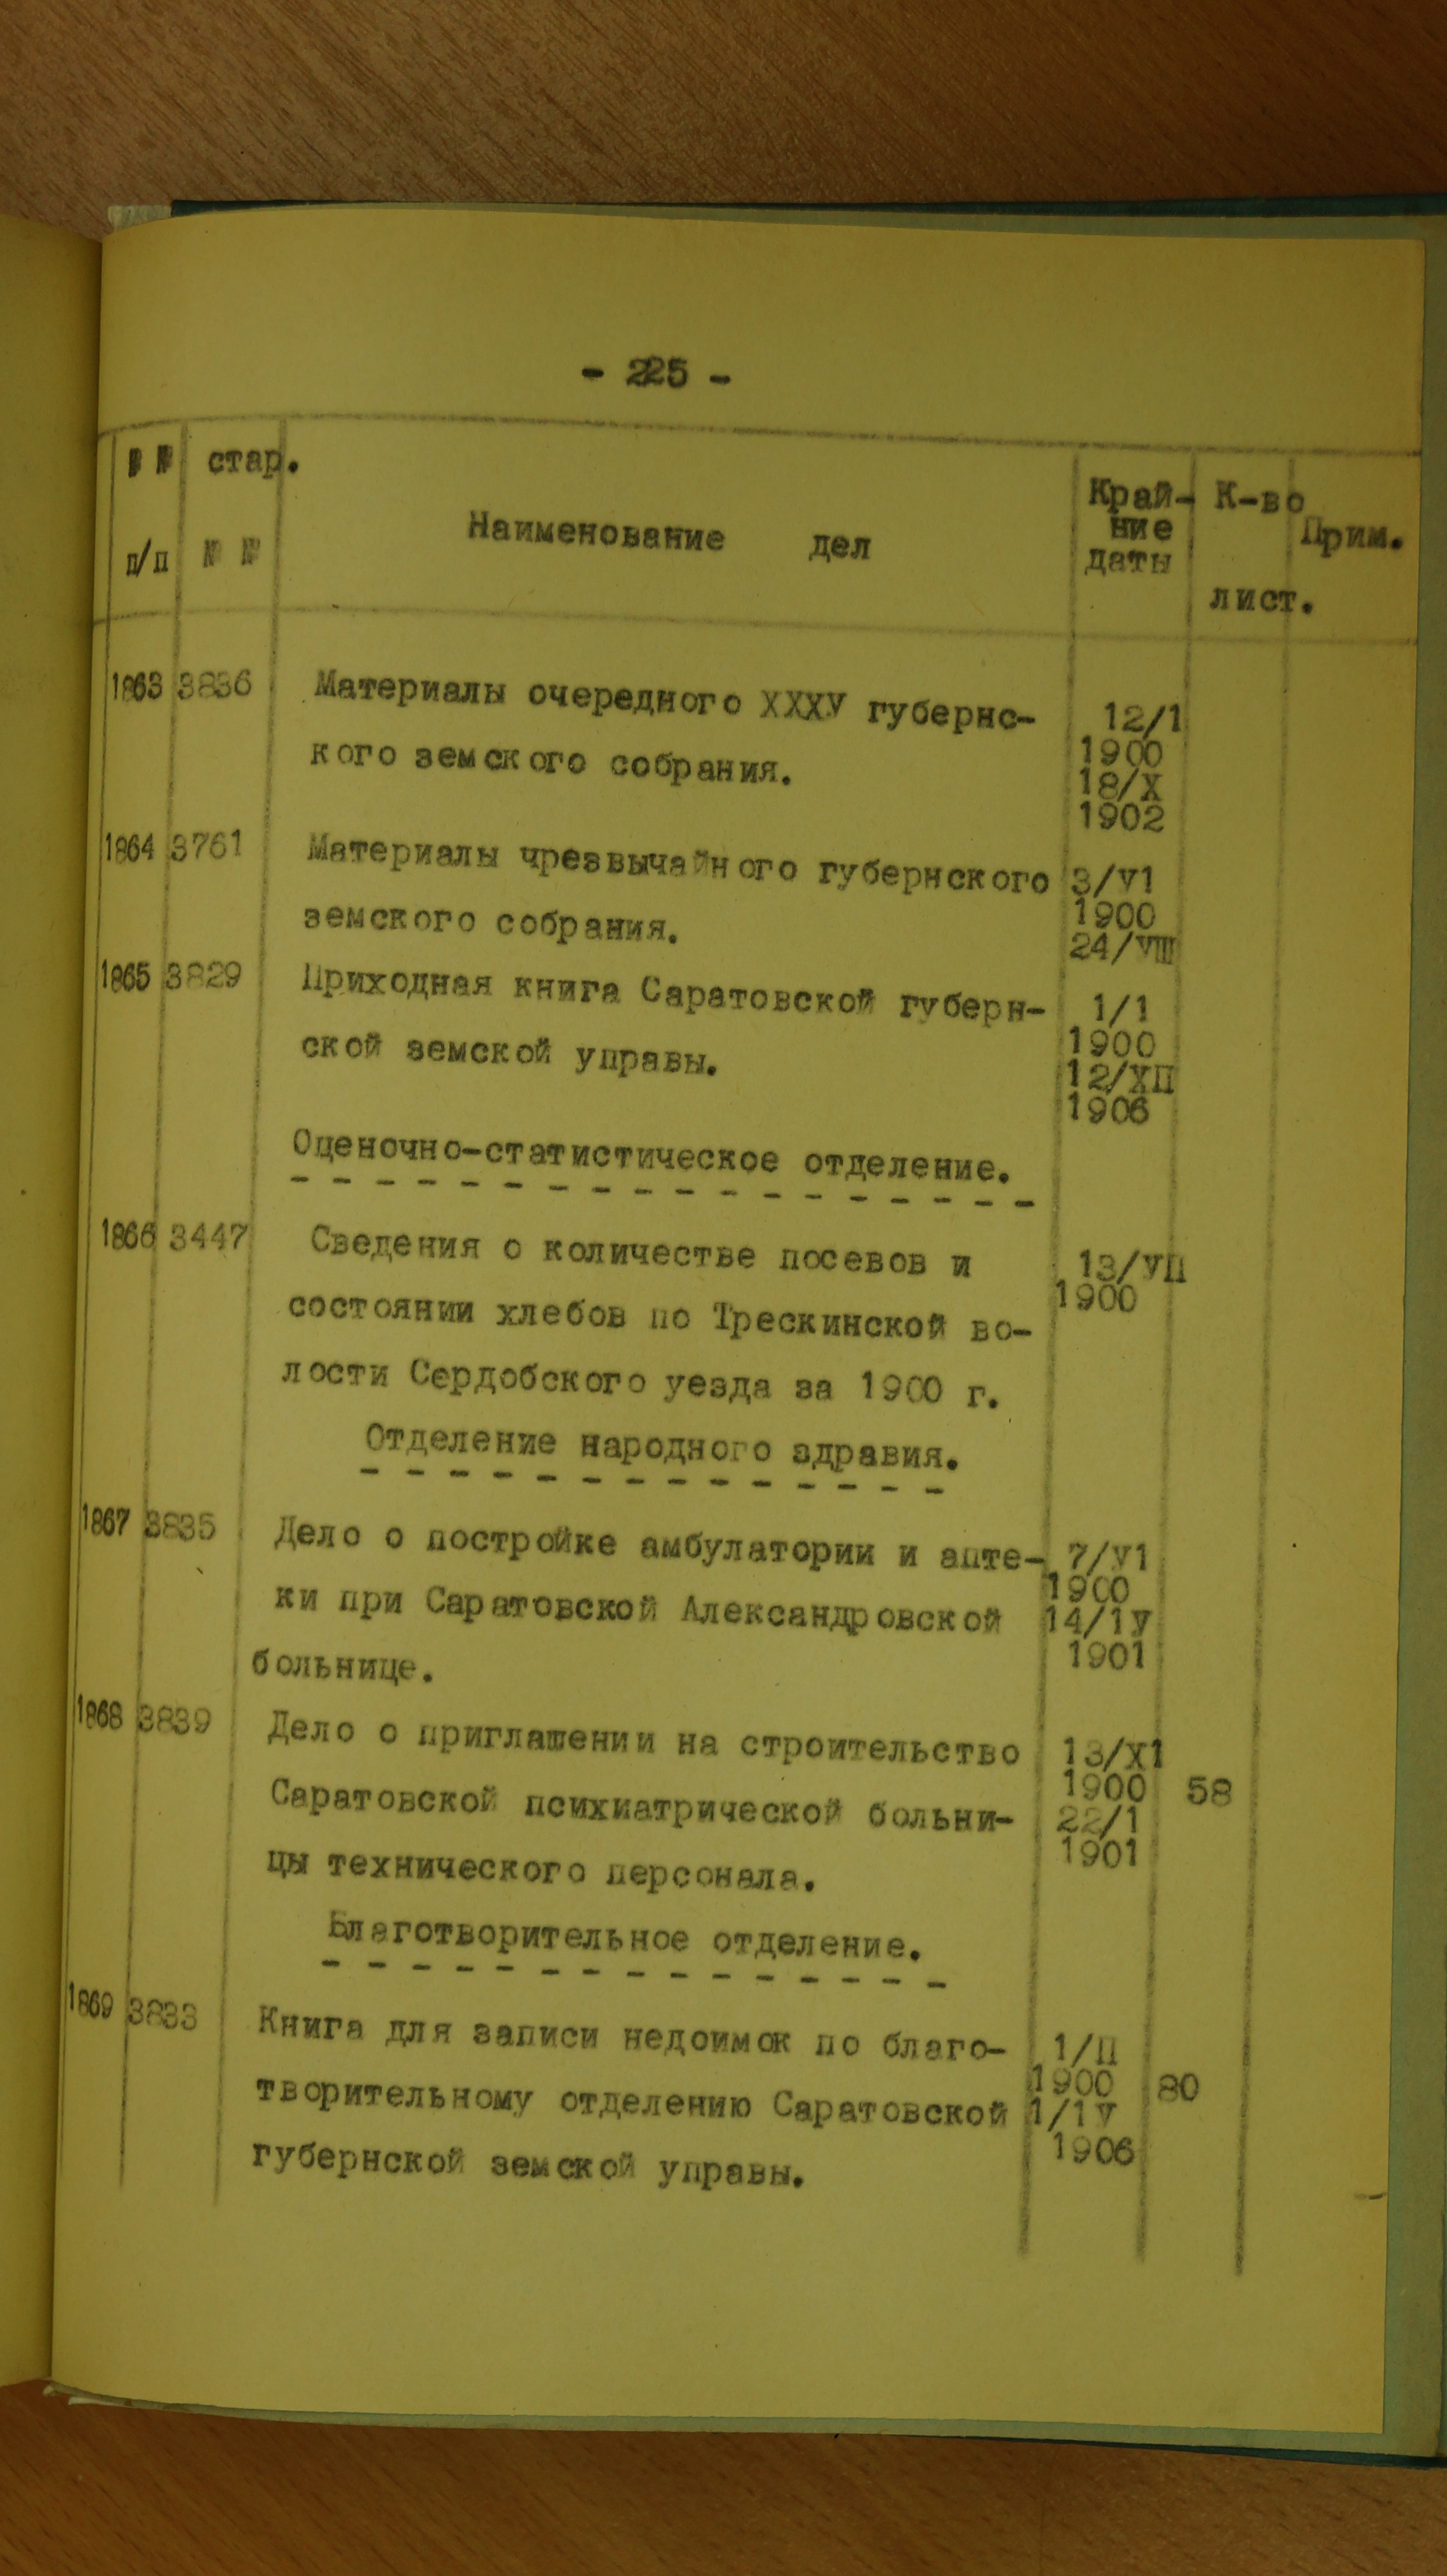 - 225 -
№ № стар. Край- К-во
Наименование дел ние Прим.
п/п № № даты
лист.
1863 3836 Материалы очередного ХХХУ губернс- 12/1
кого земского собрания. 1900
18/X
1902
1864 3761 Материалы чрезвычайного губернского 3/У1
земского собрания. 1900
24/УШ
1865 3829 Приходная книга Саратовской губерн- 1/1
ской земской управы. 1900
12/ХП
1906
Оценочно-статистическое отделение.
1866 3447 Сведения о количестве посевов и 13/УП
состоянии хлебов по Трескинской во- 1900
лости Сердобского уезда за 1900 г.
Отделение народного здравия.
1867 3835 Дело о постройке амбулатории и апте- 7/У1
1900
ки при Саратовской Александровской 14/1У
больнице. 1901
1868 3839 Дело о приглашении на строительство 13/Х1
1900 58
Саратовской психиатрической больни- 22/1
цы технического персонала. 1901
Благотворительное отделение.
1869 3833 Книга для записи недоимок по благо- 1/П
1900 80
творительному отделению Саратовской 1/1У
губернской земской управы. 1906